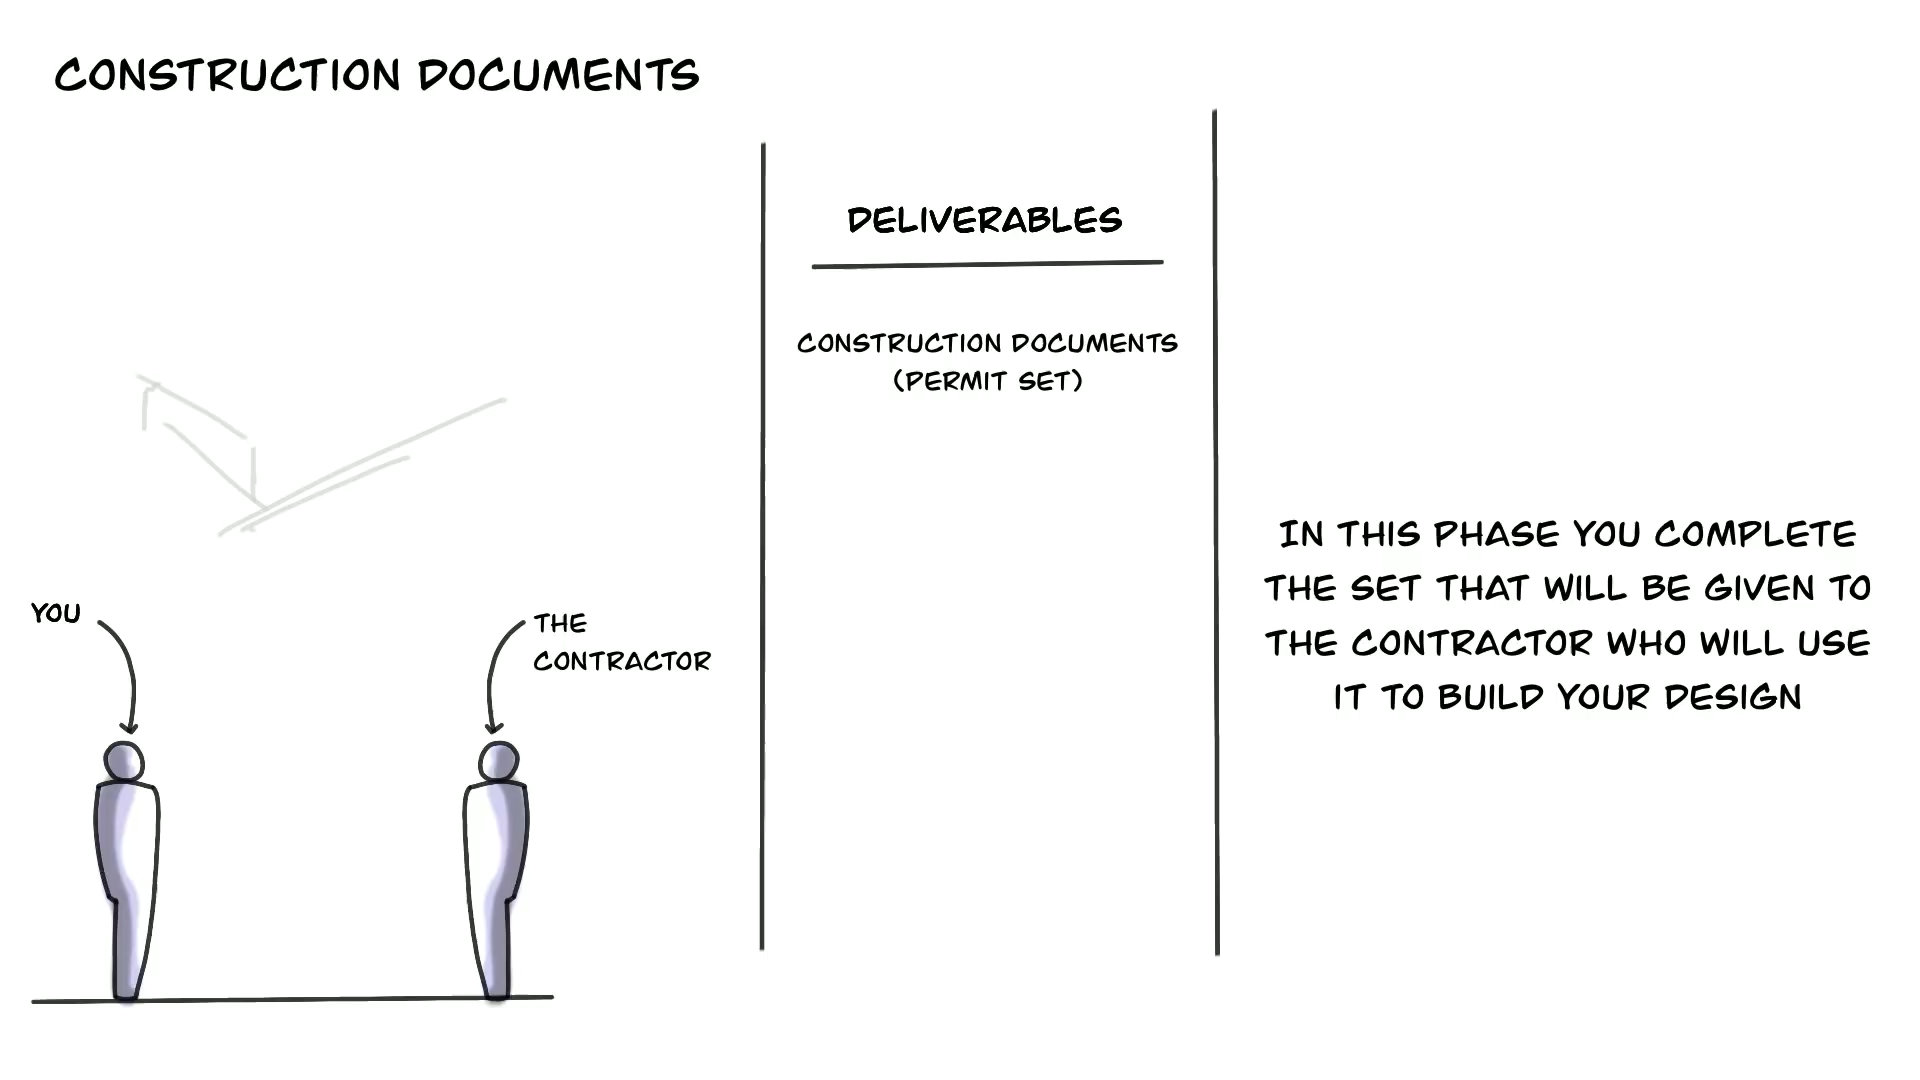 CONSTRUCTION DOCUMENTS
YOU
THE
CONTRACTOR
DELIVERABLES
CONSTRUCTION DOCUMENTS
(PERMIT SET)
IN THIS PHASE YOU COMPLETE
THE SET THAT WILL BE GIVEN TO
THE CONTRACTOR WHO WILL USE
IT TO BUILD YOUR DESIGN